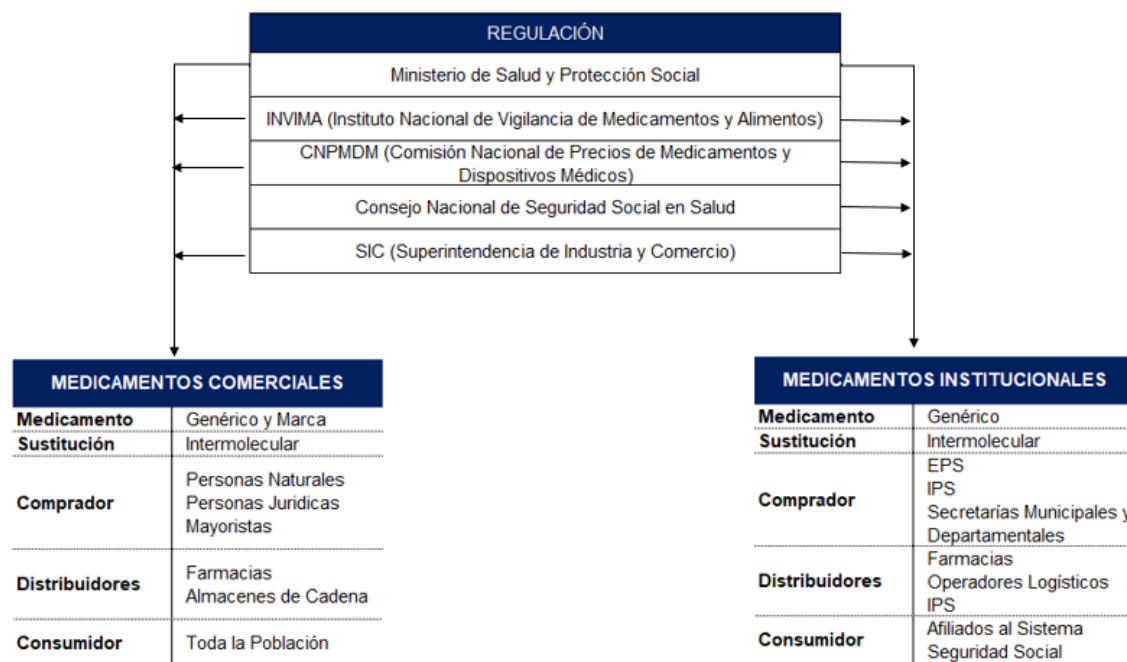 REGULACIÓN
Ministerio de Salud y Protección Social
INVIMA (Instituto Nacional de Vigilancia de Medicamentos y Alimentos)
CNPMDM (Comisión Nacional de Precios de Medicamentos y
Dispositivos Médicos)
Consejo Nacional de Seguridad Social en Salud
SIC (Superintendencia de Industria y Comercio)
MEDICAMENTOS COMERCIALES
Medicamento Genérico y Marca
Sustitución Intermolecular
Comprador
Personas Naturales
Personas Juridicas
Mayoristas
Distribuidores
Farmacias
Almacenes de Cadena
Consumidor Toda la Población
MEDICAMENTOS INSTITUCIONALES
Medicamento Genérico
Sustitución Intermolecular
Comprador
EPS
IPS
Secretarías Municipales y
Departamentales
Distribuidores
Farmacias
Operadores Logísticos
IPS
Consumidor
Afiliados al Sistema
Seguridad Social